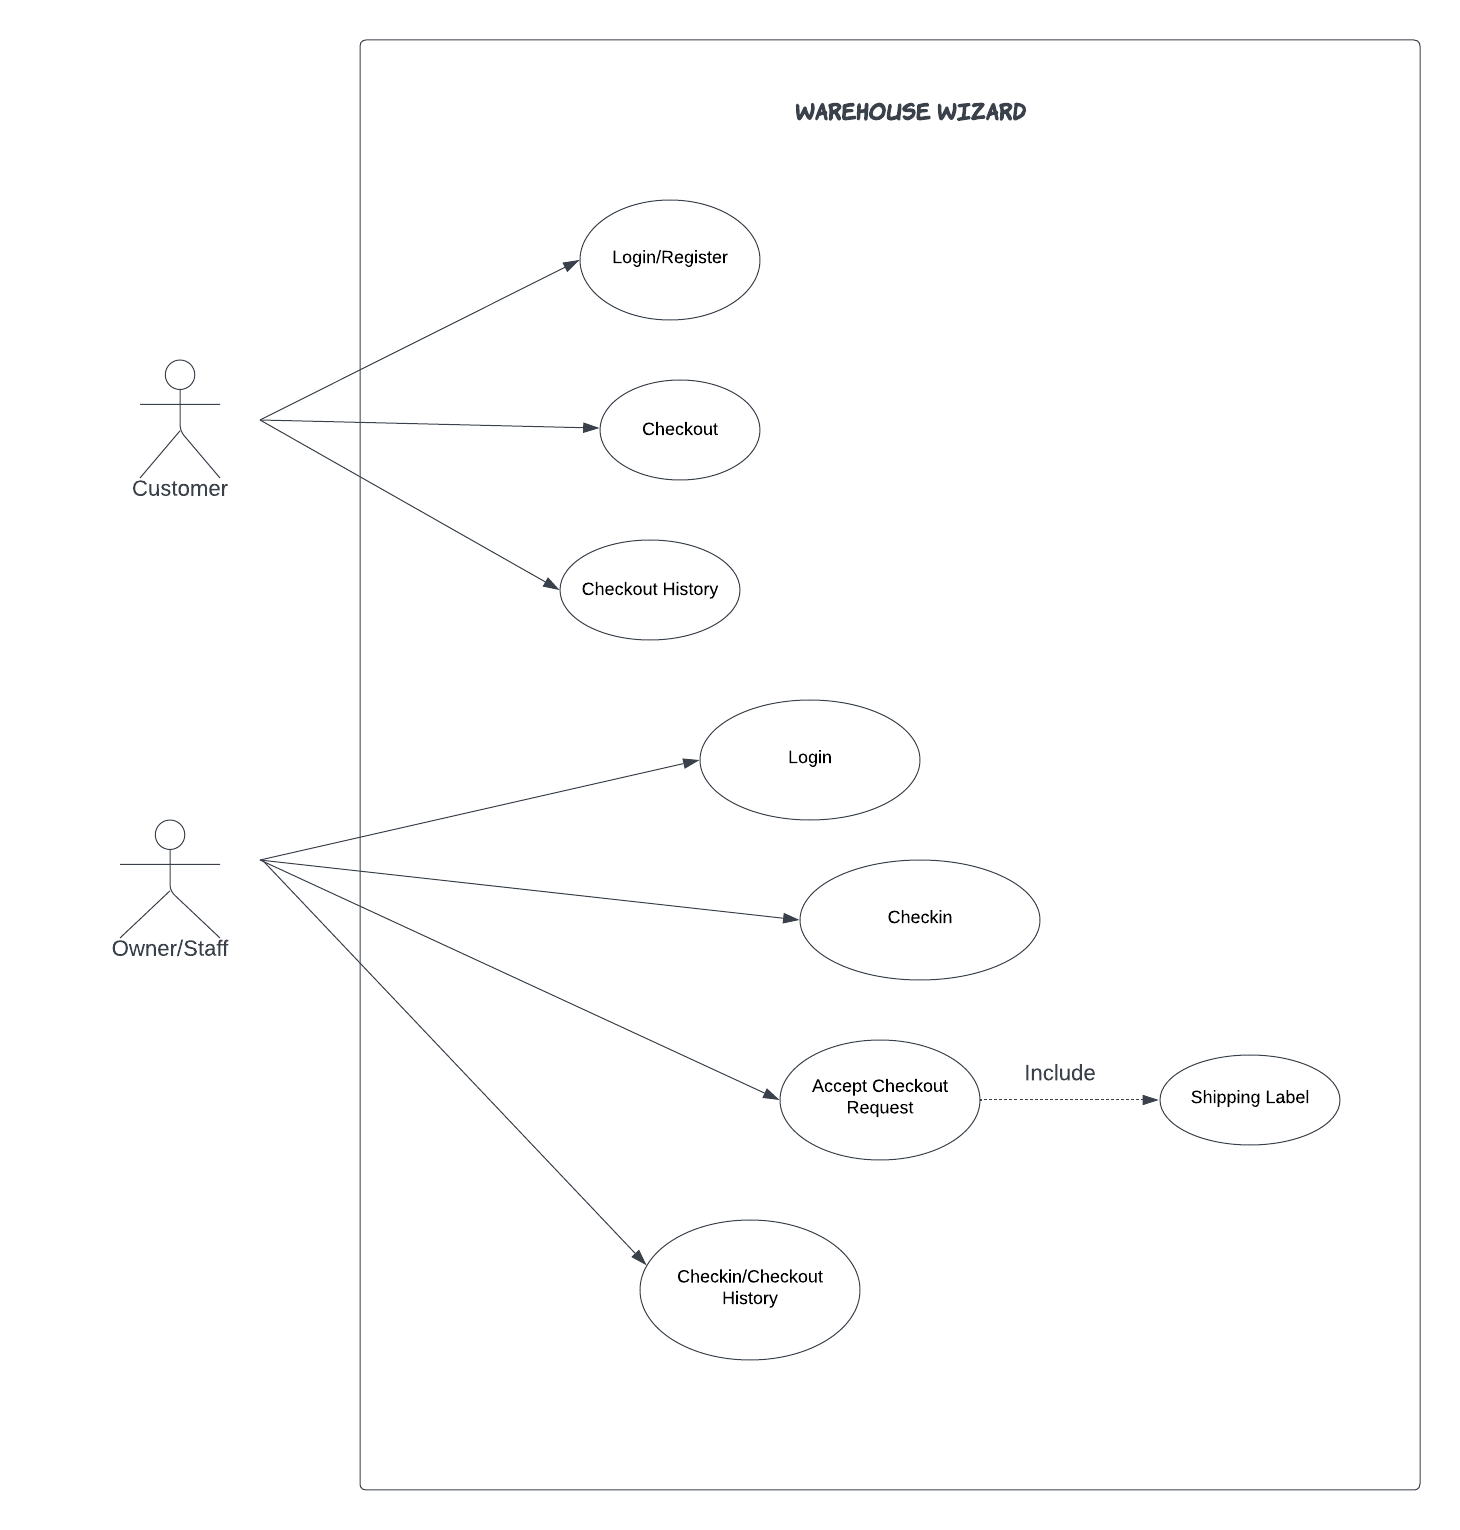 WAREHOUSE WIZARD
Login/Register
Checkout
Customer
Checkout History
Login
Checkin
Owner/Staff
Accept Checkout
Request
Include
Shipping Label
Checkin/Checkout
History